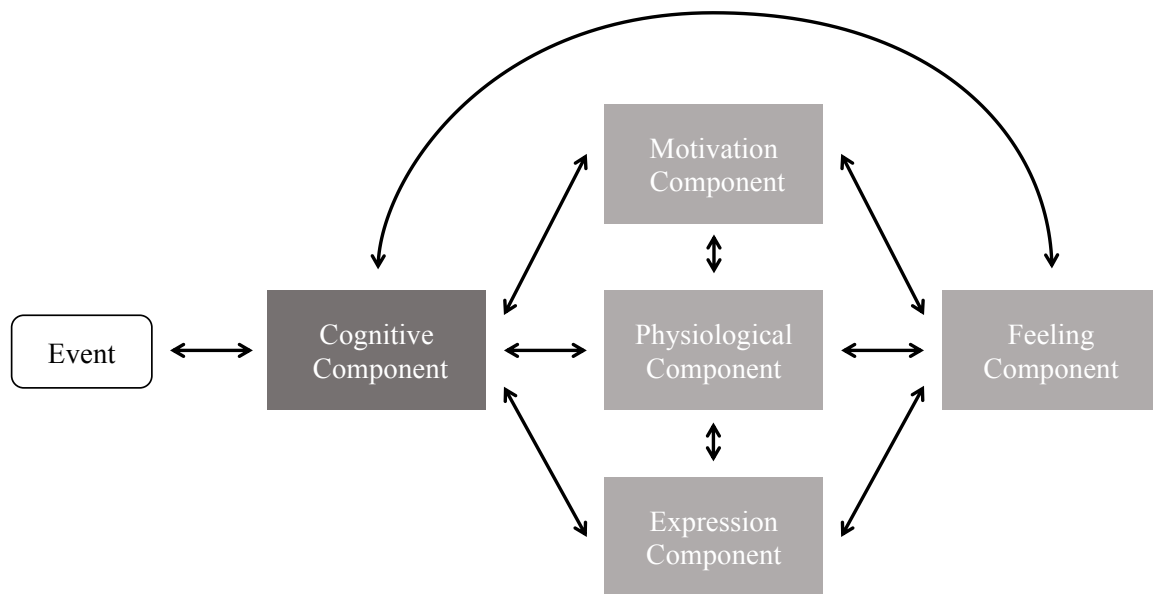 Motivation
Component
Event
Cognitive
Component
Physiological
Component
Feeling
Component
Expression
Component